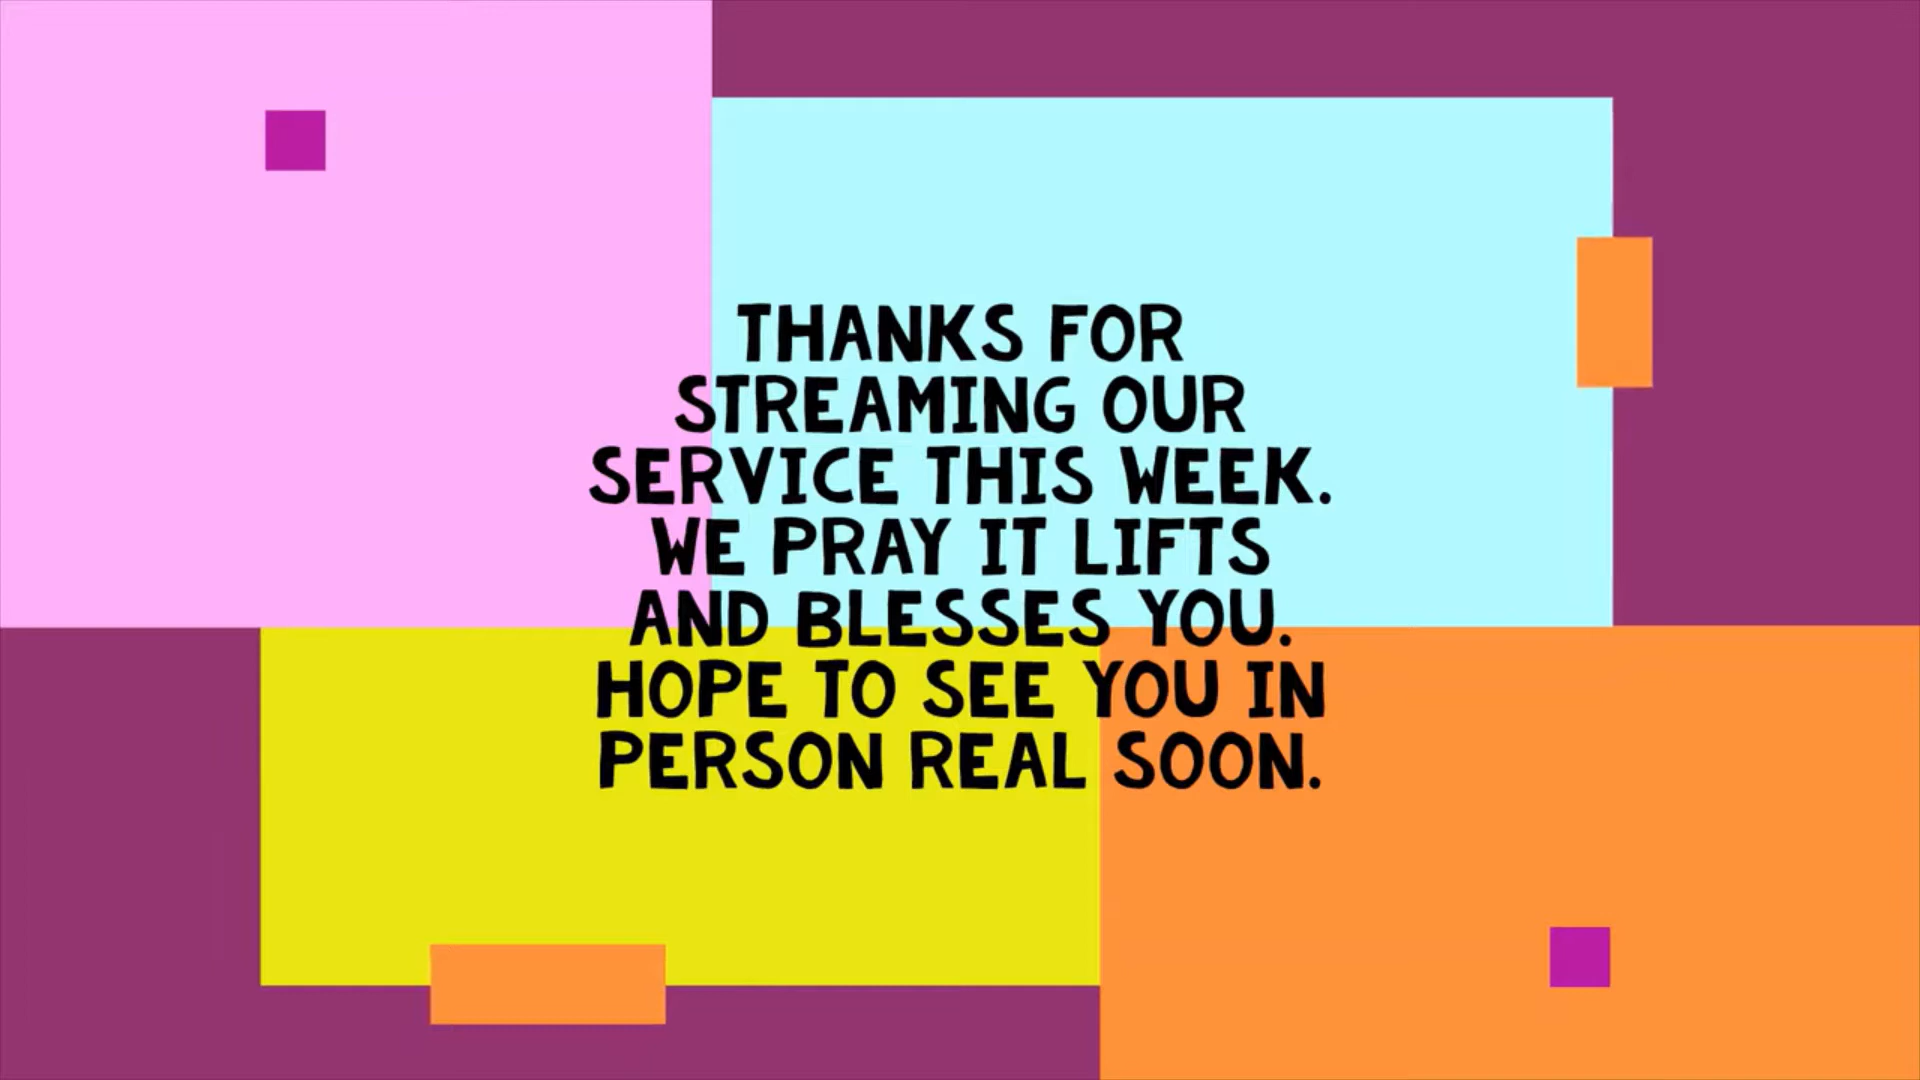 THANKS FOR
STREAMING OUR
SERVICE THIS WEEK.
WE PRAY IT LIFTS
AND BLESSES YOU.
HOPE TO SEE YOU IN
PERSON REAL SOON.